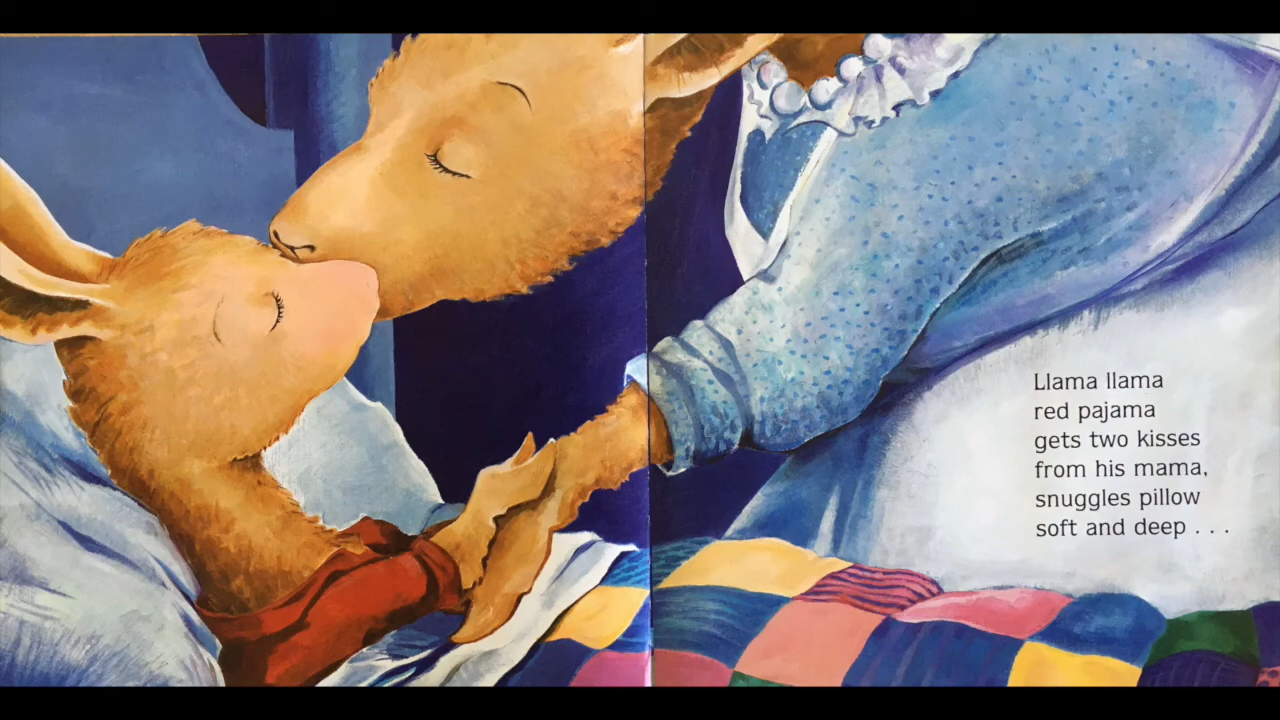 Llama llama
red pajama
gets two kisses
from his mama,
snuggles pillow
soft and deep . . .